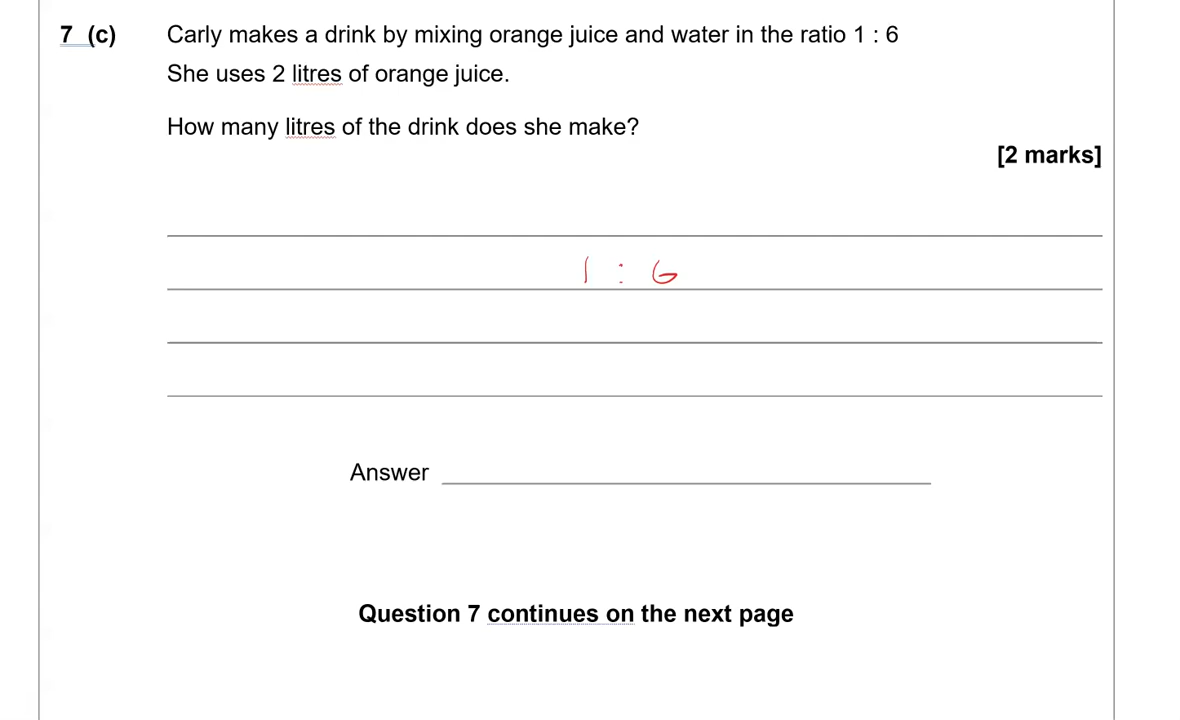 7 (c) Carly makes a drink by mixing orange juice and water in the ratio 1 : 6
She uses 2 litres of orange juice.
How many litres of the drink does she make?
[2 marks]
1 : 6
Answer
Question 7 continues on the next page